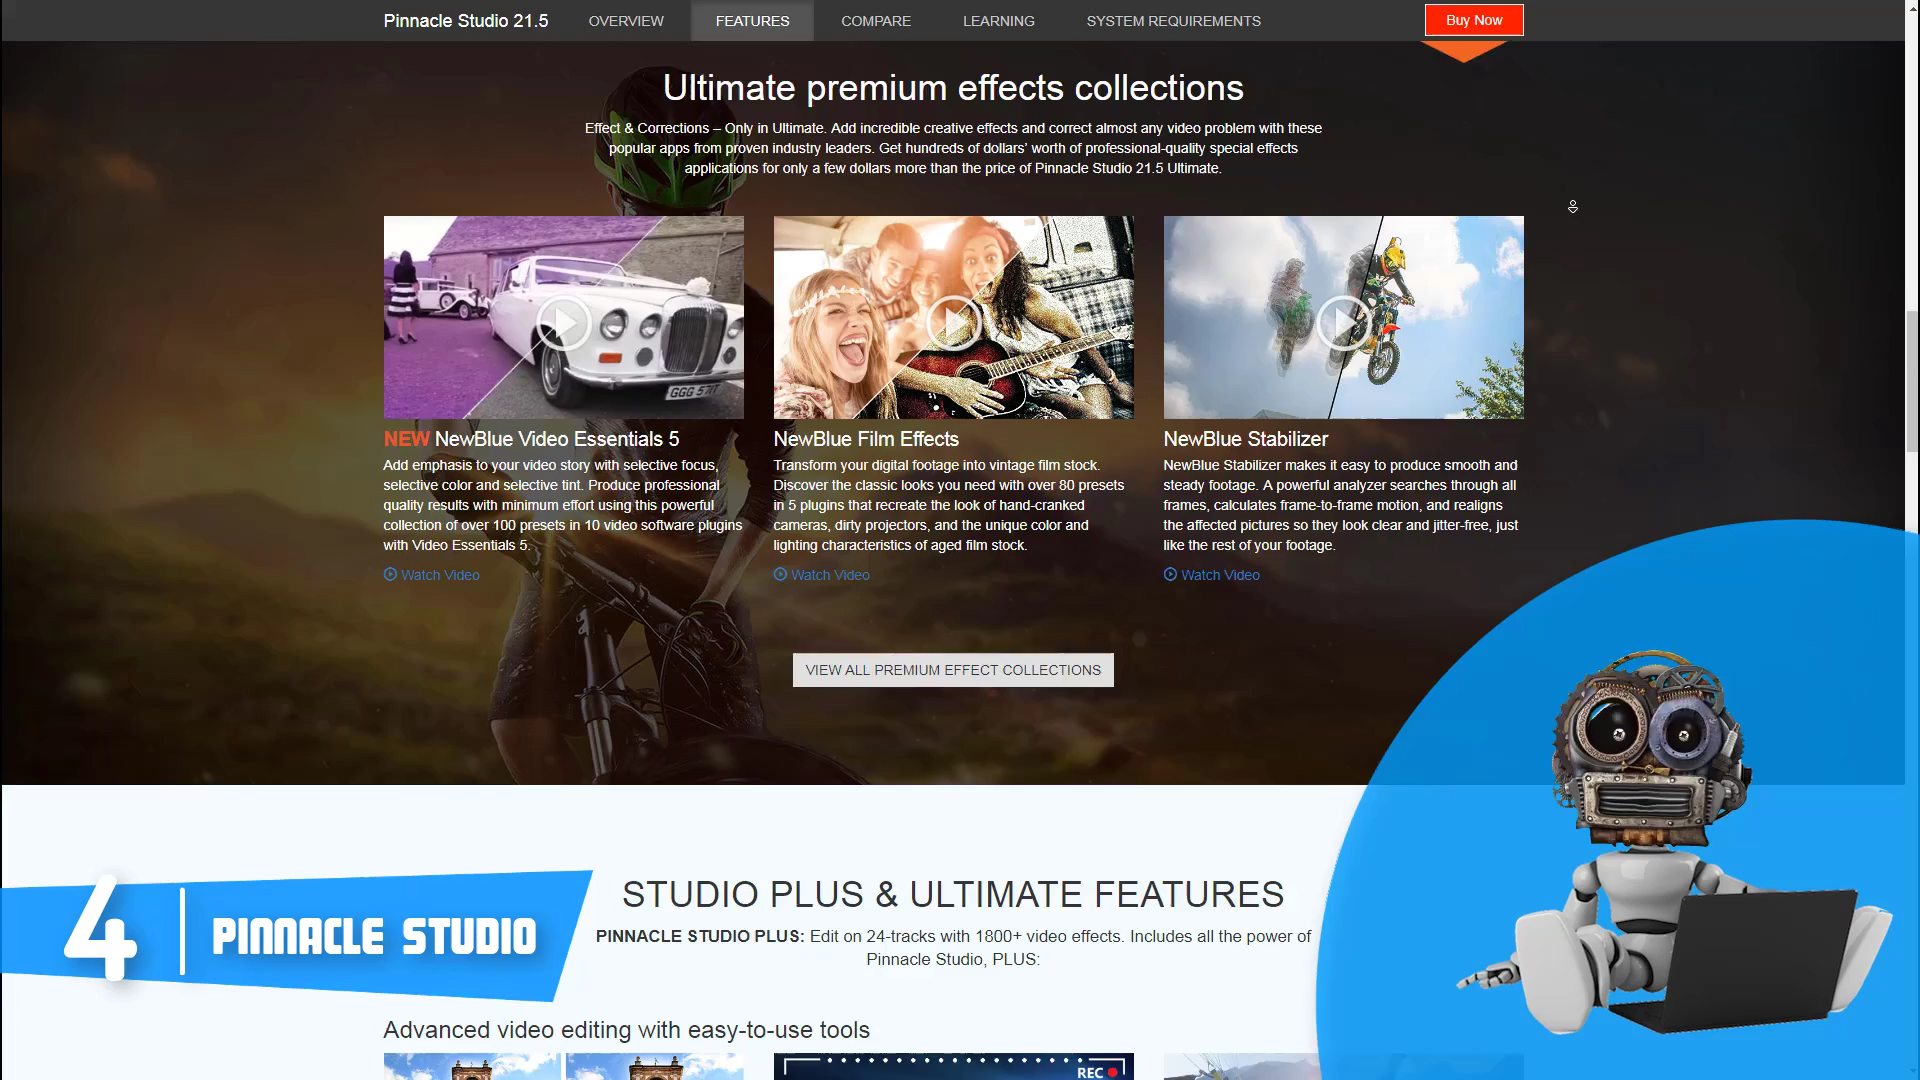 Pinnacle Studio 21.5
OVERVIEW
FEATURES
COMPARE
LEARNING
SYSTEM REQUIREMENTS
Buy Now
Ultimate premium effects collections
Effect & Corrections – Only in Ultimate. Add incredible creative effects and correct almost any video problem with these
popular apps from proven industry leaders. Get hundreds of dollars’ worth of professional-quality special effects
applications for only a few dollars more than the price of Pinnacle Studio 21.5 Ultimate.
NEW NewBlue Video Essentials 5
Add emphasis to your video story with selective focus,
selective color and selective tint. Produce professional
quality results with minimum effort using this powerful
collection of over 100 presets in 10 video software plugins
with Video Essentials 5.
Watch Video
NewBlue Film Effects
Transform your digital footage into vintage film stock.
Discover the classic looks you need with over 80 presets
in 5 plugins that recreate the look of hand-cranked
cameras, dirty projectors, and the unique color and
lighting characteristics of aged film stock.
Watch Video
NewBlue Stabilizer
NewBlue Stabilizer makes it easy to produce smooth and
steady footage. A powerful analyzer searches through all
frames, calculates frame-to-frame motion, and realigns
the affected pictures so they look clear and jitter-free, just
like the rest of your footage.
Watch Video
VIEW ALL PREMIUM EFFECT COLLECTIONS
4
PINNACLE STUDIO
STUDIO PLUS & ULTIMATE FEATURES
PINNACLE STUDIO PLUS: Edit on 24-tracks with 1800+ video effects. Includes all the power of
Pinnacle Studio, PLUS:
Advanced video editing with easy-to-use tools
REC